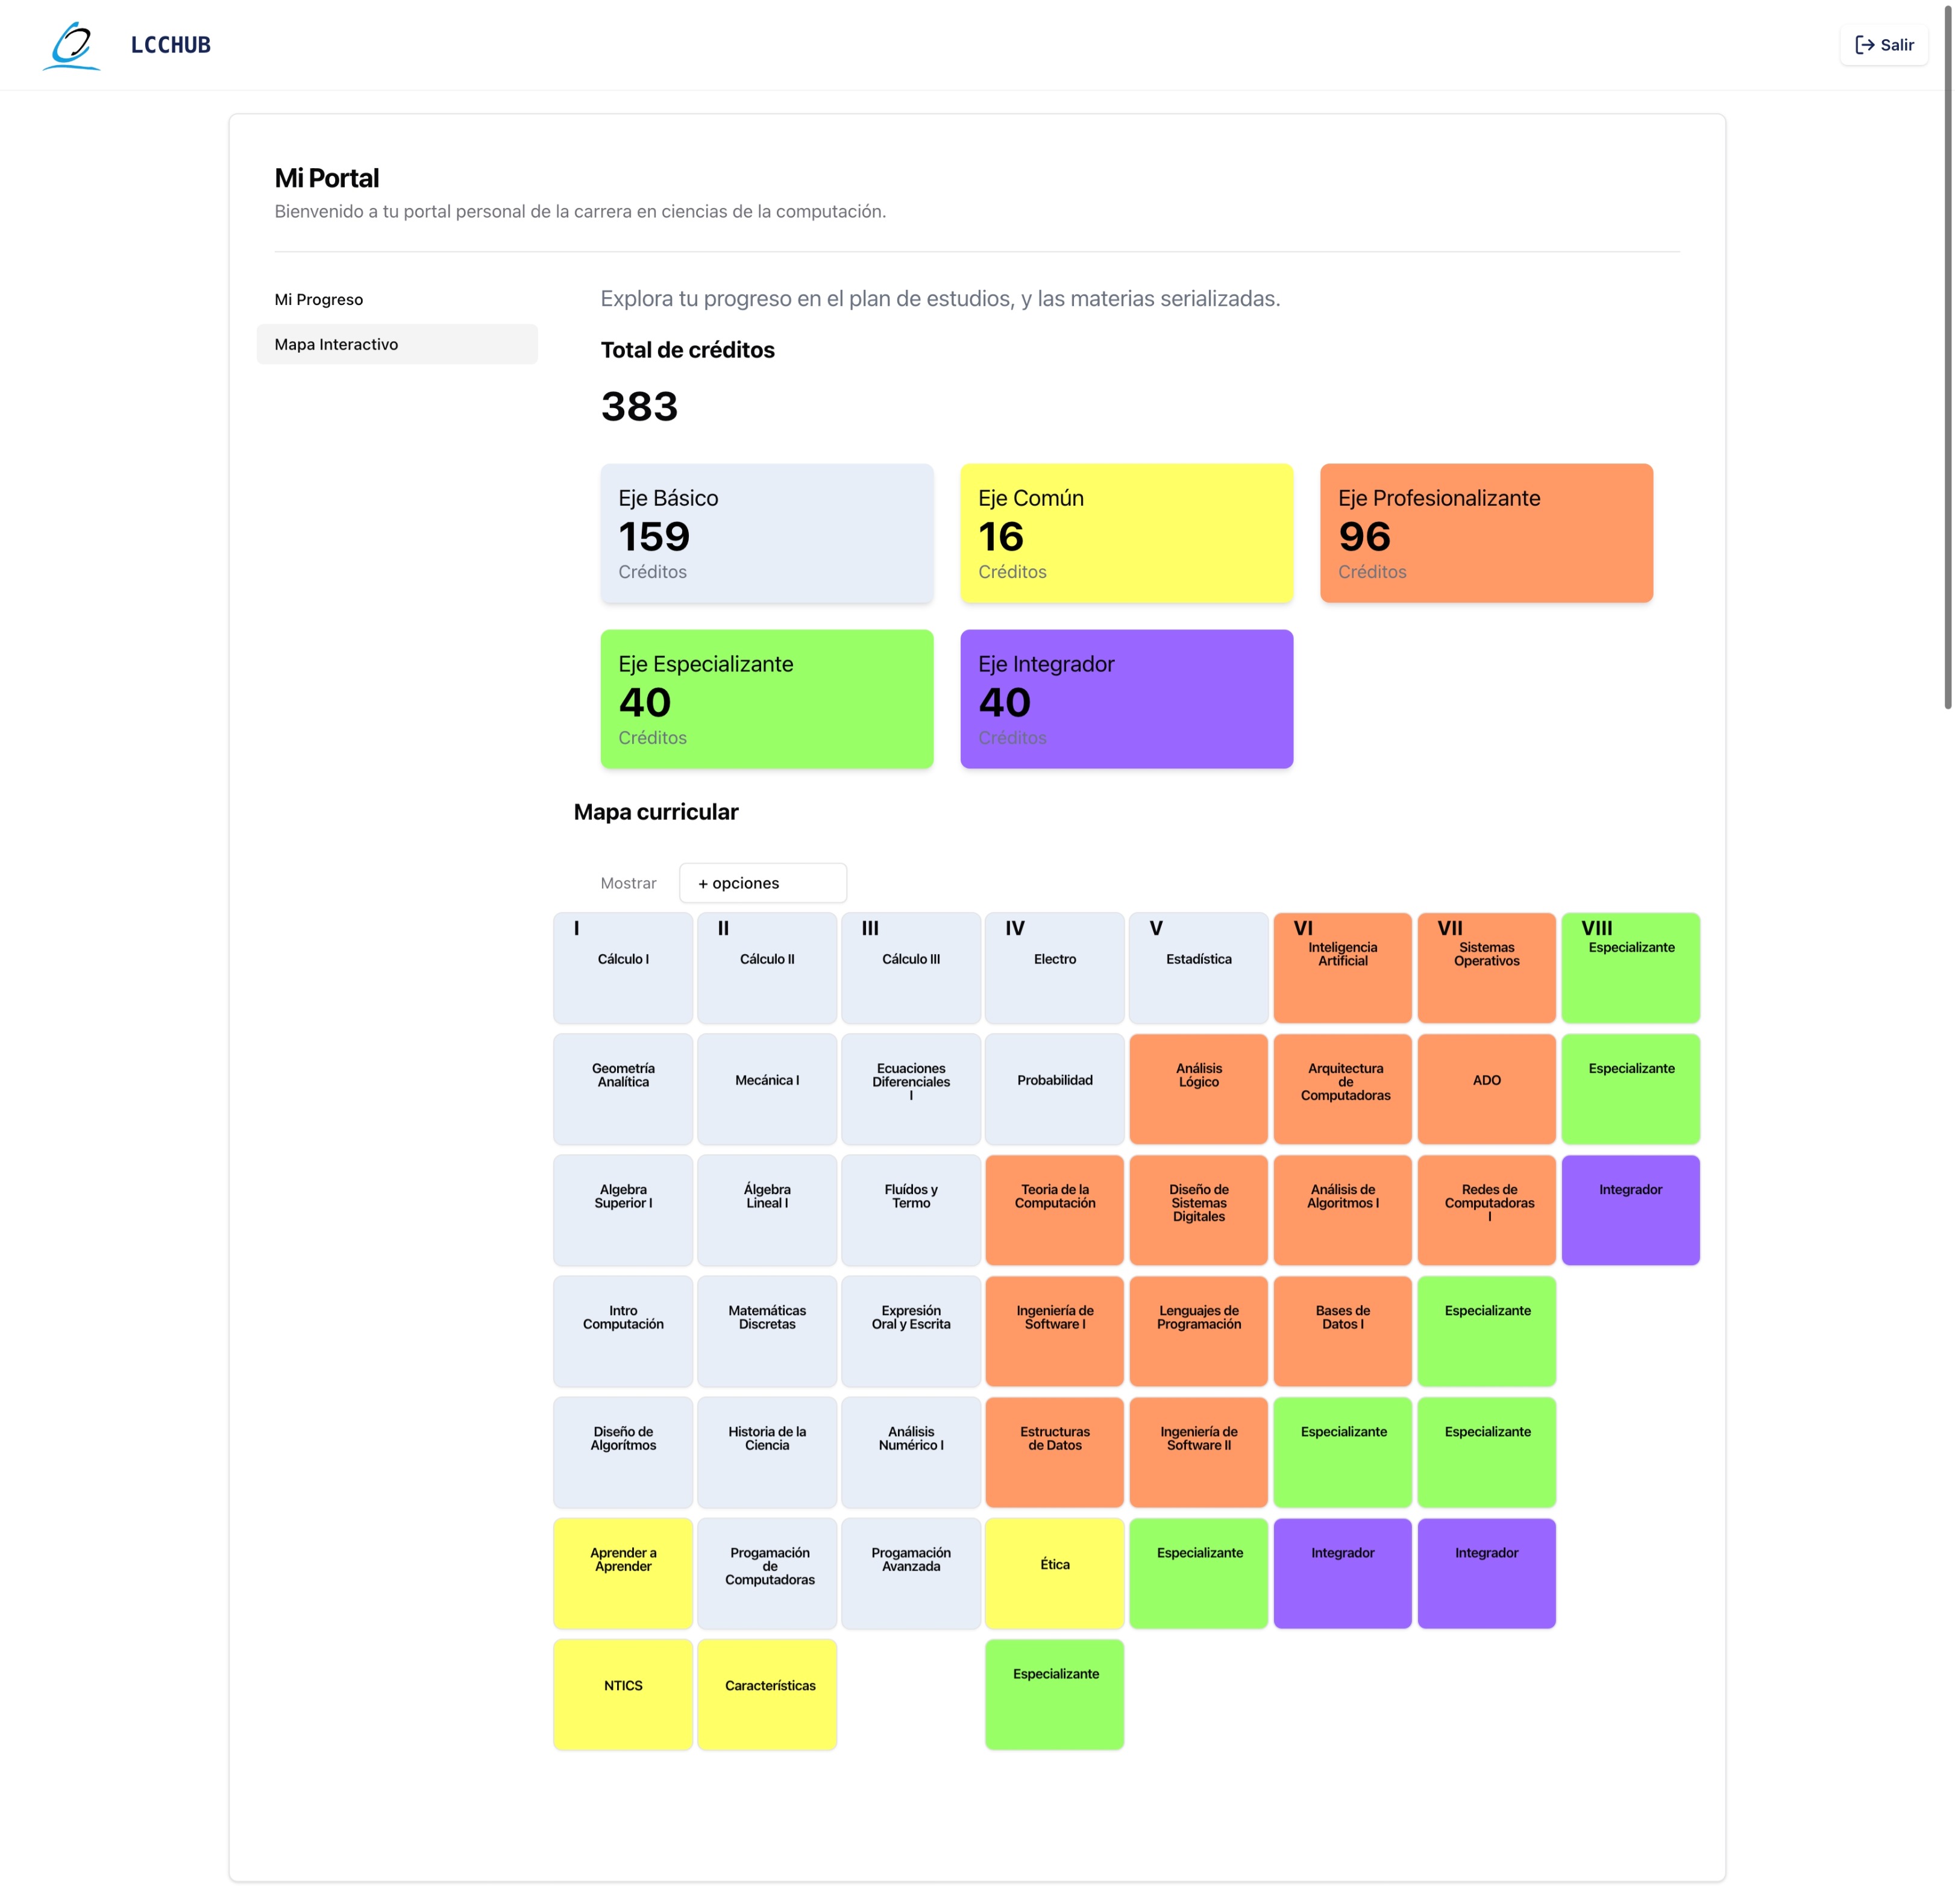 LCCHUB
Salir
Mi Portal
Bienvenido a tu portal personal de la carrera en ciencias de la computación.
Mi Progreso
Mapa Interactivo
Explora tu progreso en el plan de estudios, y las materias serializadas.
Total de créditos
383
Eje Básico
159
Créditos
Eje Común
16
Créditos
Eje Profesionalizante
96
Créditos
Eje Especializante
40
Créditos
Eje Integrador
40
Créditos
Mapa curricular
Mostrar
+ opciones
I
Cálculo I
II
Cálculo II
III
Cálculo III
IV
Electro
V
Estadística
VI
Inteligencia
Artificial
VII
Sistemas
Operativos
VIII
Especializante
Geometría
Analítica
Mecánica I
Ecuaciones
Diferenciales
I
Probabilidad
Análisis
Lógico
Arquitectura
de
Computadoras
ADO
Especializante
Algebra
Superior I
Álgebra
Lineal I
Fluídos y
Termo
Teoria de la
Computación
Diseño de
Sistemas
Digitales
Análisis de
Algoritmos I
Redes de
Computadoras
I
Integrador
Intro
Computación
Matemáticas
Discretas
Expresión
Oral y Escrita
Ingeniería de
Software I
Lenguajes de
Programación
Bases de
Datos I
Especializante
Diseño de
Algorítmos
Historia de la
Ciencia
Análisis
Numérico I
Estructuras
de Datos
Ingeniería de
Software II
Especializante
Especializante
Aprender a
Aprender
Progamación
de
Computadoras
Progamación
Avanzada
Ética
Especializante
Integrador
Integrador
NTICS
Características
Especializante